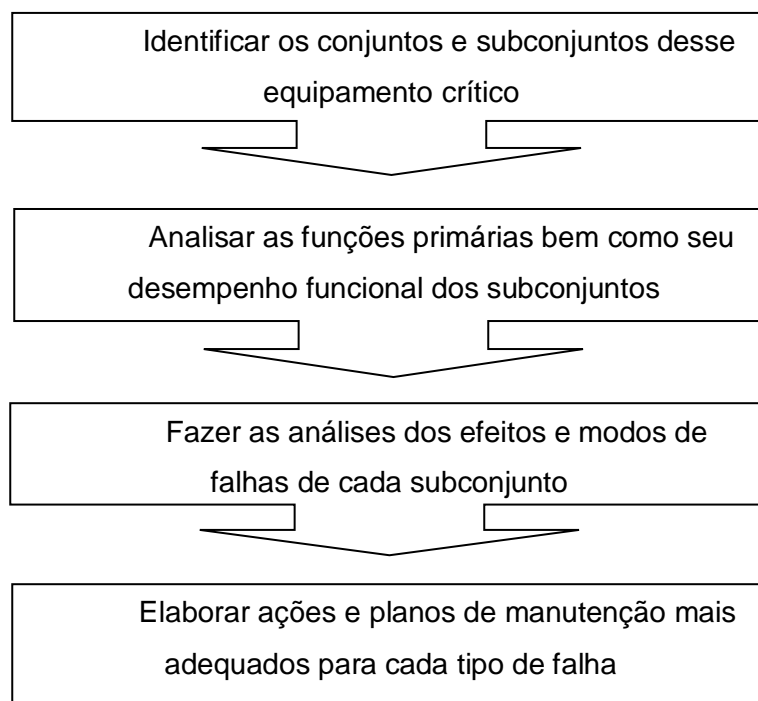 Identificar os conjuntos e subconjuntos desse
equipamento crítico
Analisar as funções primárias bem como seu
desempenho funcional dos subconjuntos
Fazer as análises dos efeitos e modos de
falhas de cada subconjunto
Elaborar ações e planos de manutenção mais
adequados para cada tipo de falha